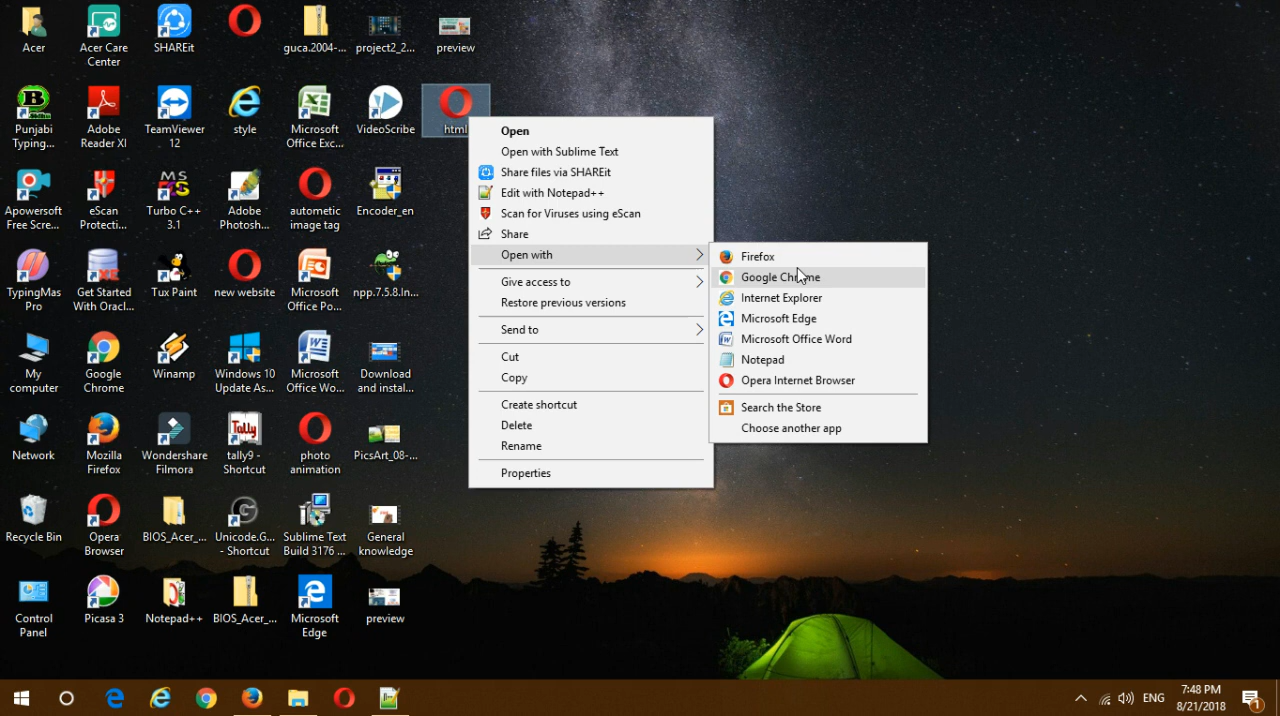 Acer
Acer Care
Center
SHAREit
guca.2004-...
project2_2...
preview
Punjabi
Typing...
Adobe
Reader XI
TeamViewer
12
style
Microsoft
Office Exc...
VideoScribe
html
Apowersoft
Free Scre...
eScan
Protecti...
Turbo C++
3.1
Adobe
Photosh...
autometic
image tag
Encoder_en
TypingMas
Pro
Get Started
With Oracl...
Tux Paint
new website
Microsoft
Office Po...
npp.7.5.8.In...
My
computer
Google
Chrome
Winamp
Windows 10
Update As...
Microsoft
Office Wo...
Download
and instal...
Network
Mozilla
Firefox
Wondershare
Filmora
tally9 -
Shortcut
photo
animation
PicsArt_08-...
Recycle Bin
Opera
Browser
BIOS_Acer_...
Unicode.G...
- Shortcut
Sublime Text
Build 3176 ...
General
knowledge
Control
Panel
Picasa 3
Notepad++
BIOS_Acer_...
Microsoft
Edge
preview
Open
Open with Sublime Text
Share files via SHAREit
Edit with Notepad++
Scan for Viruses using eScan
Share
Open with
Give access to
Restore previous versions
Send to
Cut
Copy
Create shortcut
Delete
Rename
Properties
Firefox
Google Chrome
Internet Explorer
Microsoft Edge
Microsoft Office Word
Notepad
Opera Internet Browser
Search the Store
Choose another app
ENG
7:48 PM
8/21/2018
1